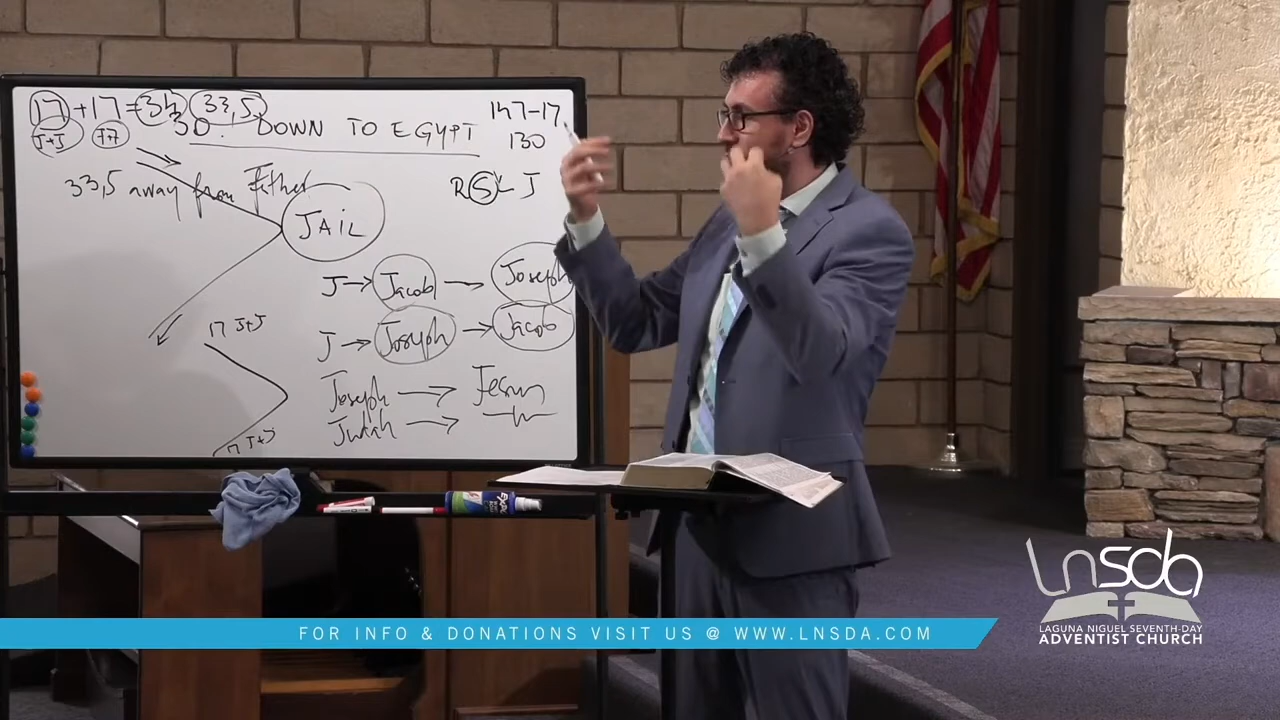 17 + 17 = 34 33,5
J+J
30. DOWN TO EGYPT
147-17
130
33,5 away from Father
JAIL
R S L J
J → Jacob — Joseph
J → Joseph → Jacob
17 J+J
Joseph → Jesus
Judah →
17 J+J
EXPO
LNSDA
LAGUNA NIGUEL SEVENTH-DAY
ADVENTIST CHURCH
FOR INFO & DONATIONS VISIT US @ WWW.LNSDA.COM